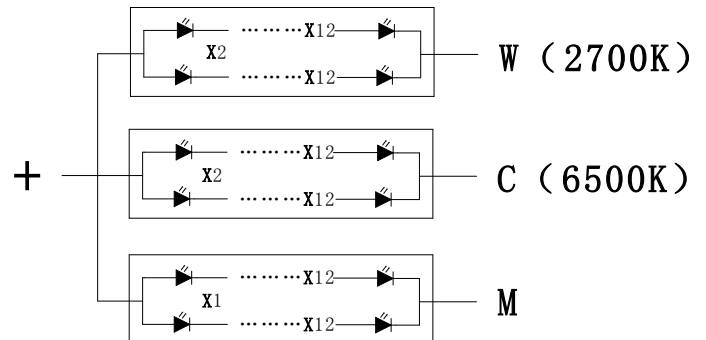 ………X12
X2
………X12
W（2700K）
………X12
+
X2
………X12
C（6500K）
………X12
X1
………X12
M